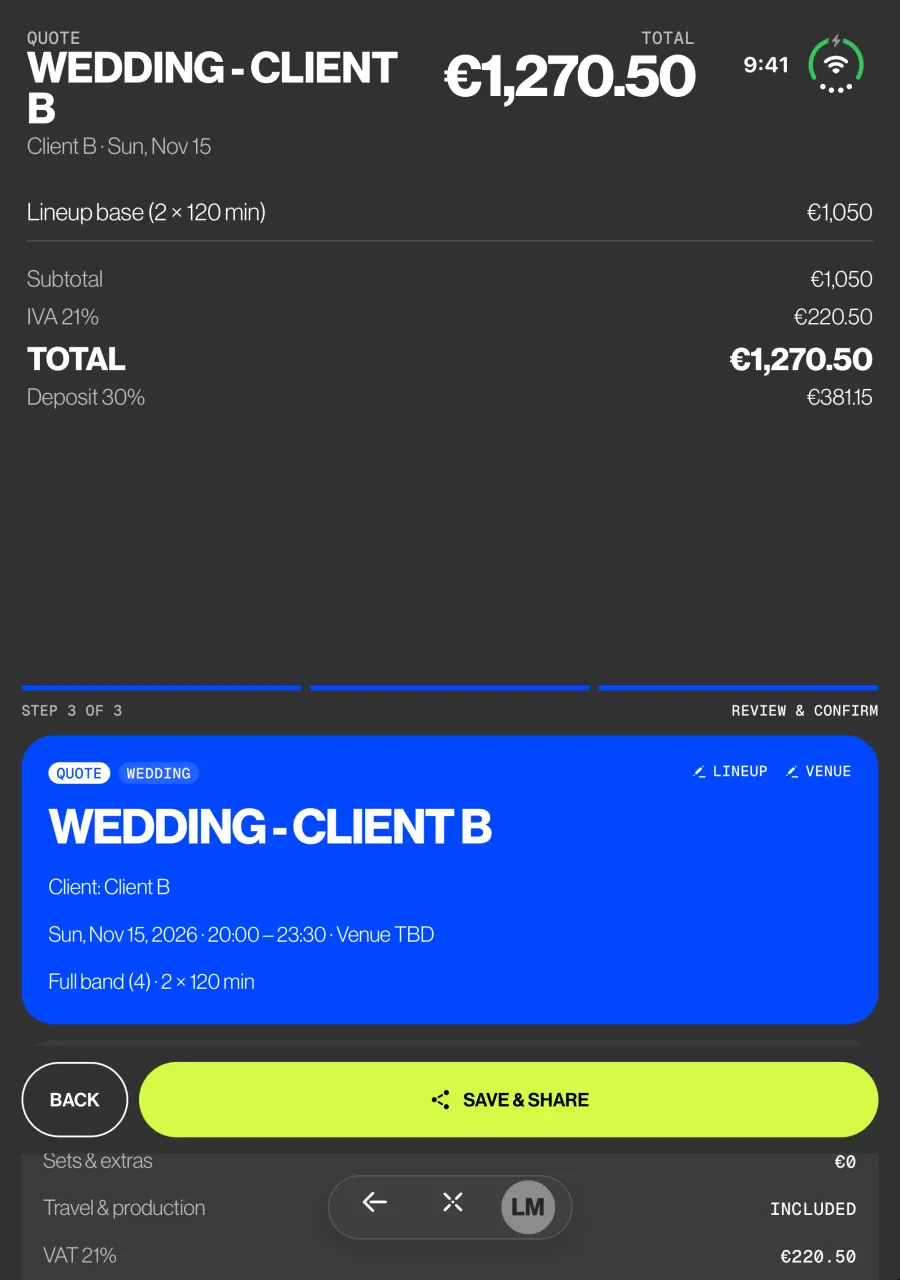 QUOTE
WEDDING - CLIENT
B
Client B · Sun, Nov 15
TOTAL
€1,270.50
9:41
Lineup base (2 × 120 min) €1,050
Subtotal €1,050
IVA 21% €220.50
TOTAL €1,270.50
Deposit 30% €381.15
STEP 3 OF 3 REVIEW & CONFIRM
QUOTE WEDDING LINEUP VENUE
WEDDING - CLIENT B
Client: Client B
Sun, Nov 15, 2026 · 20:00 – 23:30 · Venue TBD
Full band (4) · 2 × 120 min
BACK SAVE & SHARE
Sets & extras €0
Travel & production INCLUDED
LM
VAT 21% €220.50